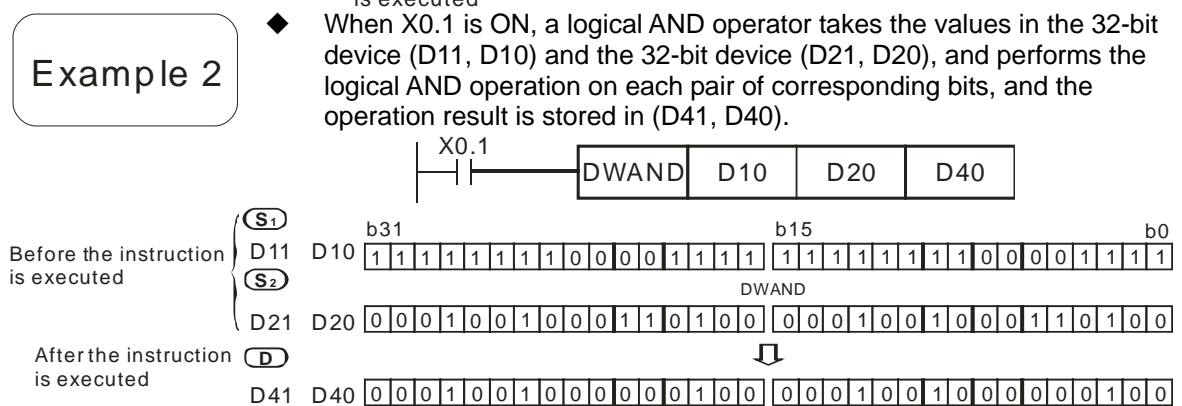 is executed
Example 2
◆ When X0.1 is ON, a logical AND operator takes the values in the 32-bit
device (D11, D10) and the 32-bit device (D21, D20), and performs the
logical AND operation on each pair of corresponding bits, and the
operation result is stored in (D41, D40).
X0.1
DWAND D10 D20 D40
S1
b31 b15 b0
Before the instruction
is executed
D11 D10 1 1 1 1 1 1 1 1 0 0 0 0 1 1 1 1 1 1 1 1 1 1 1 1 0 0 0 0 1 1 1 1
S2
DWAND
D21 D20 0 0 0 1 0 0 1 0 0 0 1 1 0 1 0 0 0 0 0 1 0 0 1 0 0 0 1 1 0 1 0 0
After the instruction
is executed
D
D41 D40 0 0 0 1 0 0 1 0 0 0 0 0 0 1 0 0 0 0 0 1 0 0 1 0 0 0 0 0 0 1 0 0